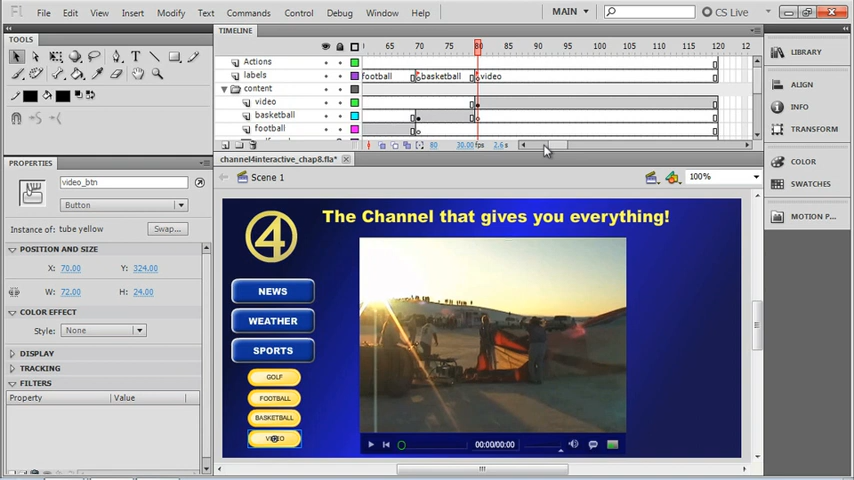 Fl File Edit View Insert Modify Text Commands Control Debug Window Help MAIN CS Live
TOOLS
TIMELINE
65 70 75 80 85 90 95 100 105 110 115 120 12
Actions
labels football basketball video
content
video
basketball
football
80 30.00 fps 2.6 s
channel4interactive_chap8.fla*
Scene 1 100%
PROPERTIES
video_btn
Button
Instance of: tube yellow Swap...
POSITION AND SIZE
X: 70.00 Y: 324.00
W: 72.00 H: 24.00
COLOR EFFECT
Style: None
DISPLAY
TRACKING
FILTERS
Property Value
4
The Channel that gives you everything!
NEWS
WEATHER
SPORTS
GOLF
FOOTBALL
BASKETBALL
VIDEO
00:00/00:00
LIBRARY
ALIGN
INFO
TRANSFORM
COLOR
SWATCHES
MOTION P...